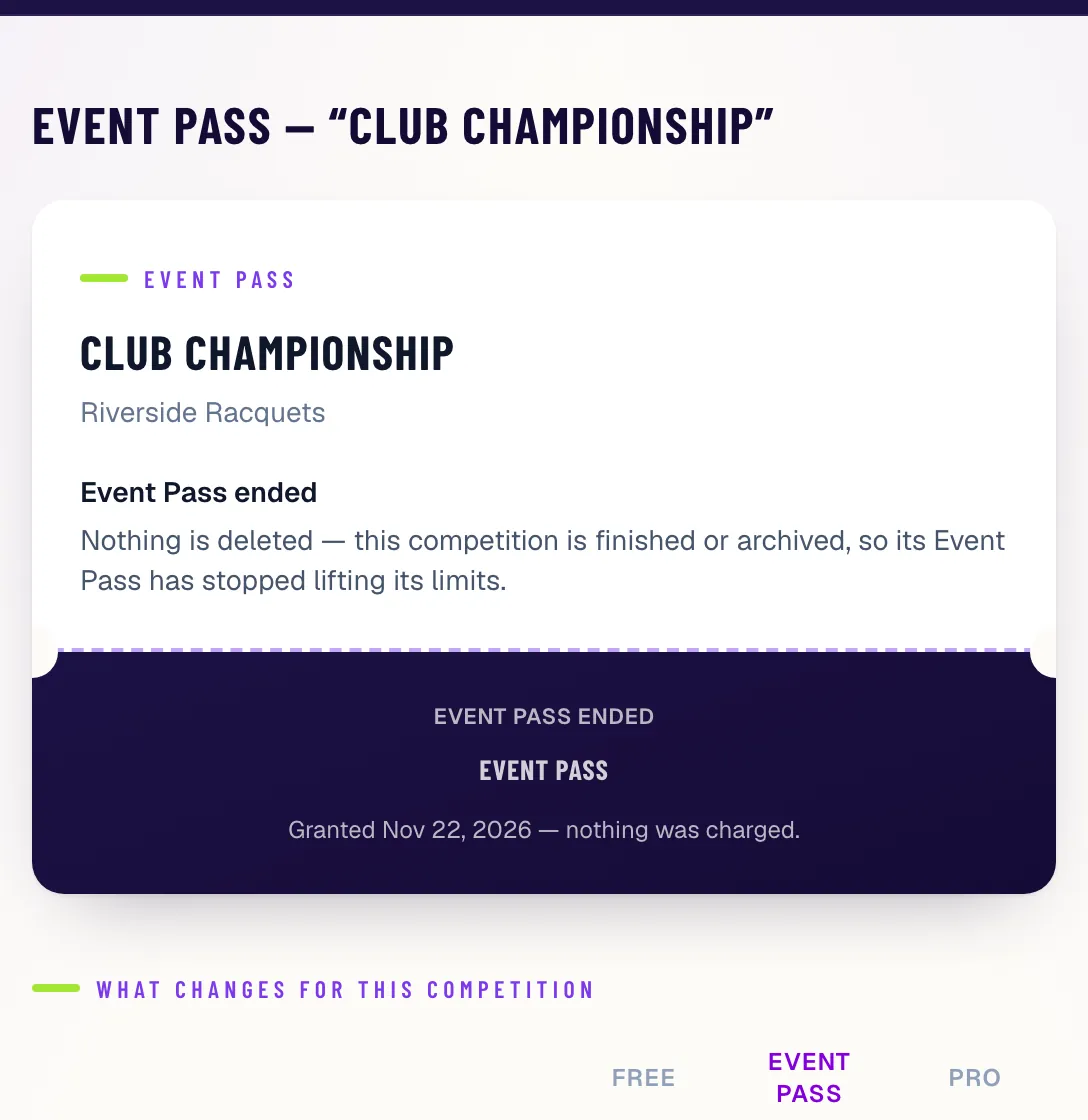 EVENT PASS — “CLUB CHAMPIONSHIP”
EVENT PASS
CLUB CHAMPIONSHIP
Riverside Racquets
Event Pass ended
Nothing is deleted — this competition is finished or archived, so its Event
Pass has stopped lifting its limits.
EVENT PASS ENDED
EVENT PASS
Granted Nov 22, 2026 — nothing was charged.
WHAT CHANGES FOR THIS COMPETITION
FREE
EVENT
PASS
PRO